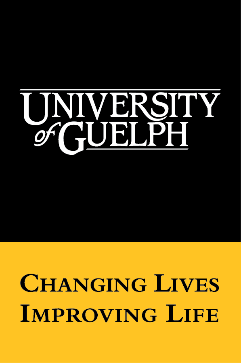 UNIVERSITY
of GUELPH
CHANGING LIVES
IMPROVING LIFE